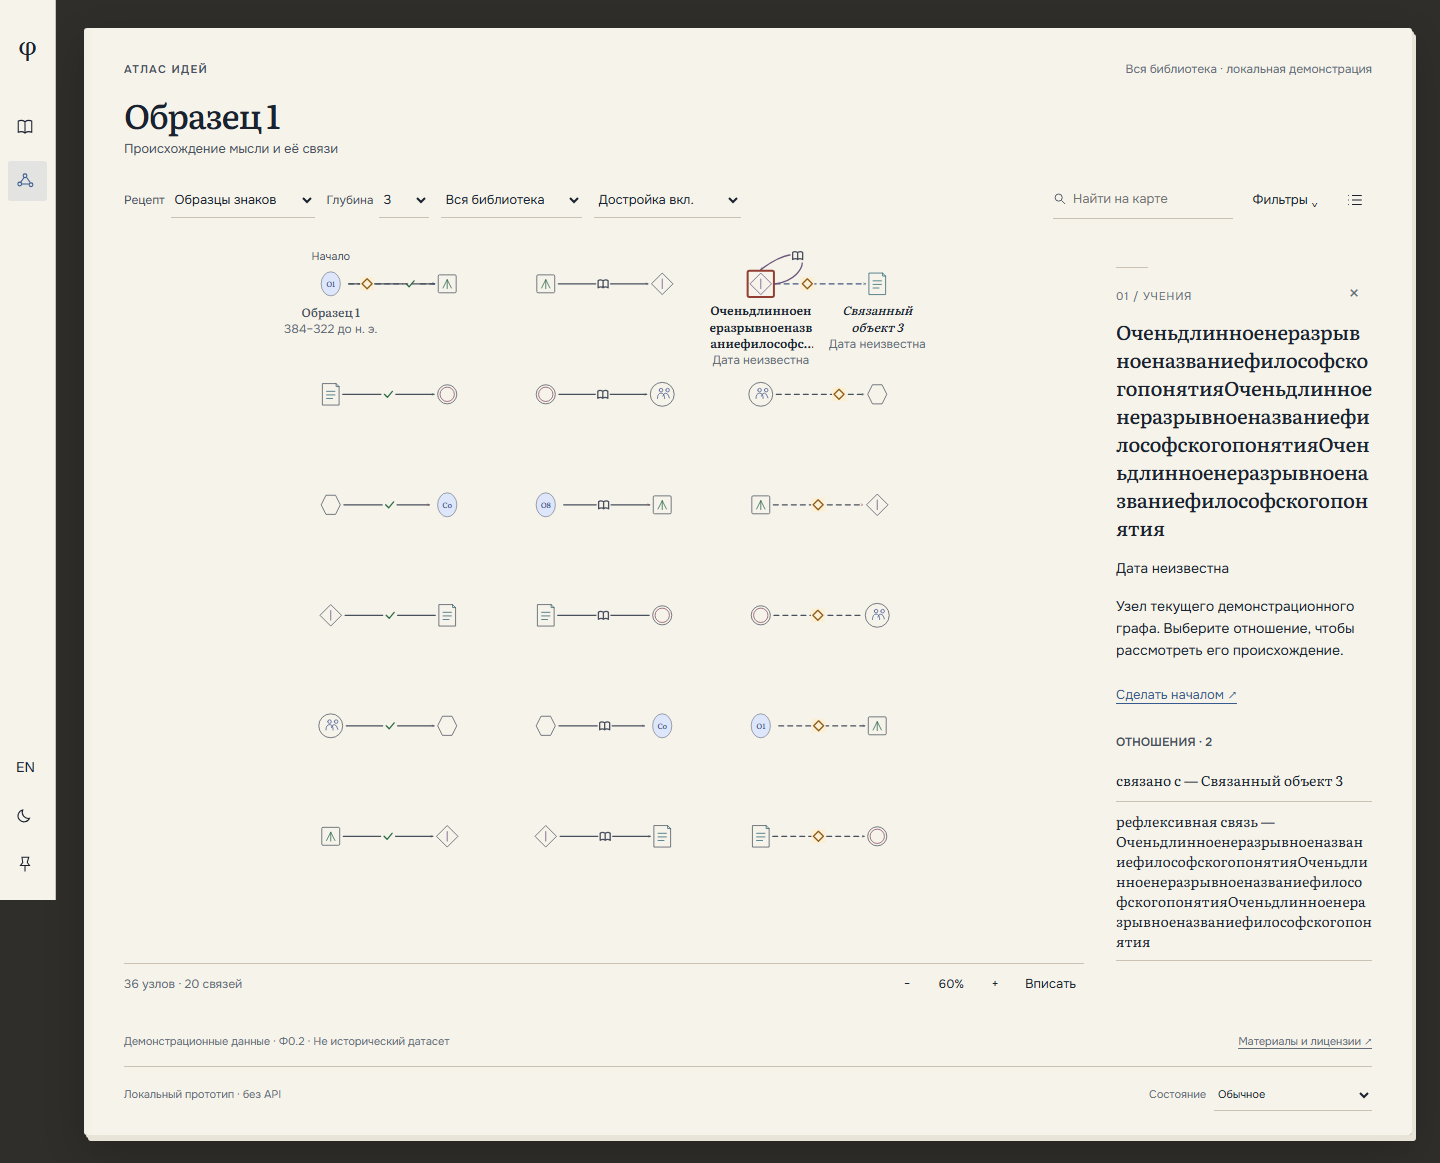 φ
АТЛАС ИДЕЙ
Вся библиотека · локальная демонстрация
Образец 1
Происхождение мысли и её связи
Рецепт Образцы знаков Глубина 3 Вся библиотека Достройка вкл.
Найти на карте Фильтры
Начало
О1
Образец 1
384–322 до н. э.
Оченьдлинноен
еразрывноеназв
аниефилософс...
Дата неизвестна
Связанный
объект 3
Дата неизвестна
Со
О8
Со
О1
01 / УЧЕНИЯ
×
Оченьдлинноенеразрыв
ноеназваниефилософско
гопонятияОченьдлинное
неразрывноеназваниефи
лософскогопонятияОчен
ьдлинноенеразрывноена
званиефилософскогопон
ятия
Дата неизвестна
Узел текущего демонстрационного
графа. Выберите отношение, чтобы
рассмотреть его происхождение.
Сделать началом ↗
ОТНОШЕНИЯ · 2
связано с — Связанный объект 3
рефлексивная связь —
Оченьдлинноенеразрывноеназван
иефилософскогопонятияОченьдли
нноенеразрывноеназваниефилосо
фскогопонятияОченьдлинноенера
зрывноеназваниефилософскогопон
ятия
EN
36 узлов · 20 связей
− 60% + Вписать
Демонстрационные данные · Ф0.2 · Не исторический датасет
Материалы и лицензии ↗
Локальный прототип · без API
Состояние Обычное